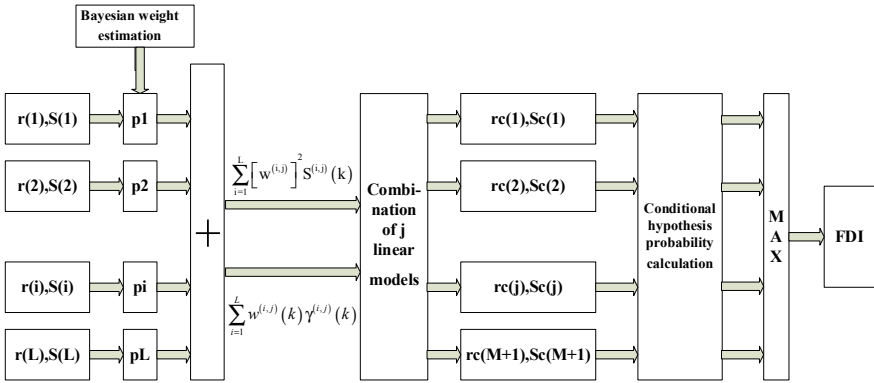 Bayesian weight
estimation
r(1),S(1)
p1
r(2),S(2)
p2
r(i),S(i)
pi
r(L),S(L)
pL
+
\sum_{i=1}^{L} [w^{(i,j)}]^2 S^{(i,j)}(k)
\sum_{i=1}^{L} w^{(i,j)}(k) γ^{(i,j)}(k)
Combi-
nation
of j
linear
models
rc(1),Sc(1)
rc(2),Sc(2)
rc(j),Sc(j)
rc(M+1),Sc(M+1)
Conditional
hypothesis
probability
calculation
M
A
X
FDI